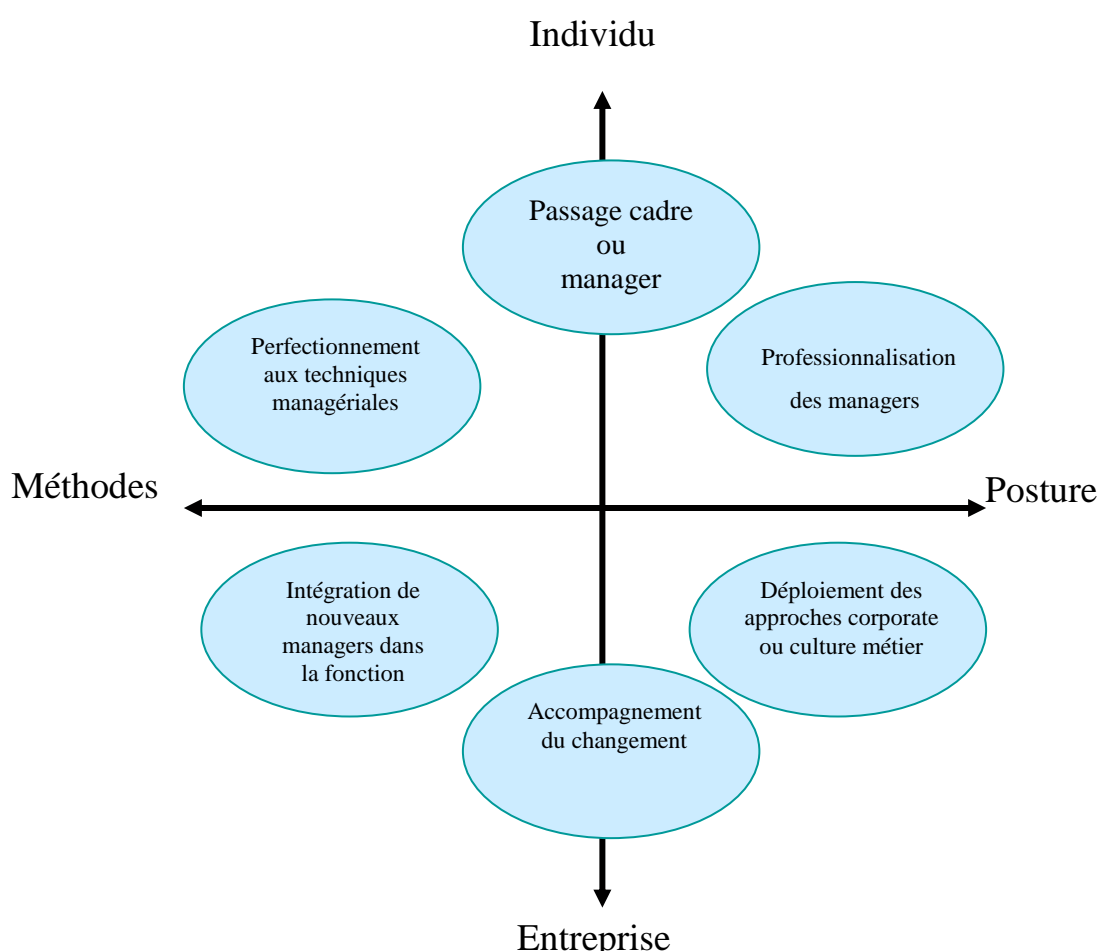 Individu
Passage cadre
ou
manager
Perfectionnement
aux techniques
managériales
Professionnalisation
des managers
Méthodes
Posture
Intégration de
nouveaux
managers dans
la fonction
Déploiement des
approches corporate
ou culture métier
Accompagnement
du changement
Entreprise